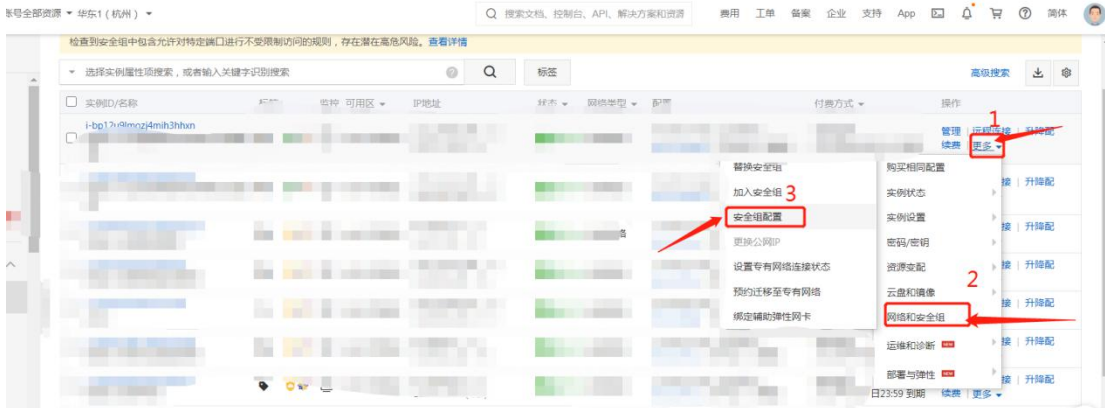 账号全部资源 华东1（杭州） 搜索文档、控制台、API、解决方案和资源 费用 工单 备案 企业 支持 App 简体
检查到安全组中包含允许对特定端口进行不受限制访问的规则，存在潜在高危风险。查看详情
选择实例属性项搜索，或者输入关键字识别搜索 标签 高级搜索
实例ID/名称 标签 监控 可用区 IP地址 状态 网络类型 配置 付费方式 操作
1
i-bp12u9lmozj4mih3hhxn
管理 | 远程连接 | 升降配
续费 | 更多
替换安全组 购买相同配置
加入安全组 3 实例状态 接 | 升降配
安全组配置 实例设置 接 | 升降配
更换公网IP 密码/密钥
设置专有网络连接状态 资源变配 接 | 升降配
2
预约迁移至专有网络 云盘和镜像
绑定辅助弹性网卡 网络和安全组 接 | 升降配
运维和诊断 NEW 接 | 升降配
部署与弹性 NEW 接 | 升降配
日23:59 到期 续费 | 更多